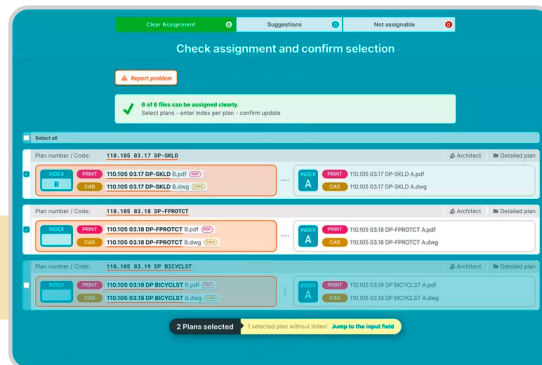 Clear Assignment 6
Suggestions 0
Not assignable 0
Check assignment and confirm selection
Report problem
6 of 6 files can be assigned clearly.
Select plans - enter index per plan - confirm update
Select all
Plan number / Code: 110.105 03.17 DP-SKLD Architect Detailed plan
INDEX B PRINT 110.105 03.17 DP-SKLD B.pdf PDF
CAD 110.105 03.17 DP-SKLD B.dwg DWG
INDEX A PRINT 110.105 03.17 DP-SKLD A.pdf
CAD 110.105 03.17 DP-SKLD A.dwg
Plan number / Code: 110.105 03.18 DP-FPROTCT Architect Detailed plan
INDEX PRINT 110.105 03.18 DP-FPROTCT B.pdf PDF
CAD 110.105 03.18 DP-FPROTCT B.dwg DWG
INDEX A PRINT 110.105 03.18 DP-FPROTCT A.pdf
CAD 110.105 03.18 DP-FPROTCT A.dwg
Plan number / Code: 110.105 03.19 DP BICYCLST Architect Detailed plan
INDEX PRINT 110.105 03.19 DP BICYCLST B.pdf PDF
CAD 110.105 03.19 DP BICYCLST B.dwg DWG
INDEX A PRINT 110.105 03.19 DP BICYCLST A.pdf
CAD 110.105 03.19 DP BICYCLST A.dwg
2 Plans selected 1 selected plan without index! Jump to the input field